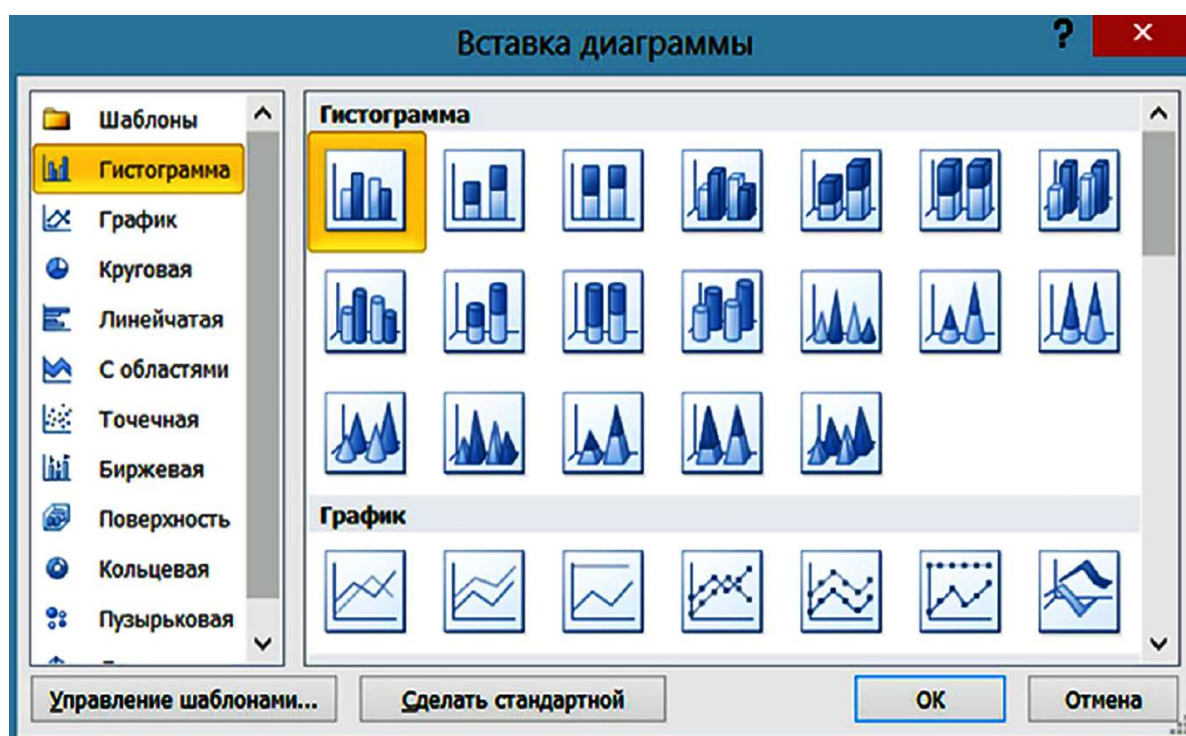 Вставка диаграммы
?
Шаблоны
Гистограмма
График
Круговая
Линейчатая
С областями
Точечная
Биржевая
Поверхность
Кольцевая
Пузырьковая
Гистограмма
График
Управление шаблонами...
Сделать стандартной
ОК
Отмена